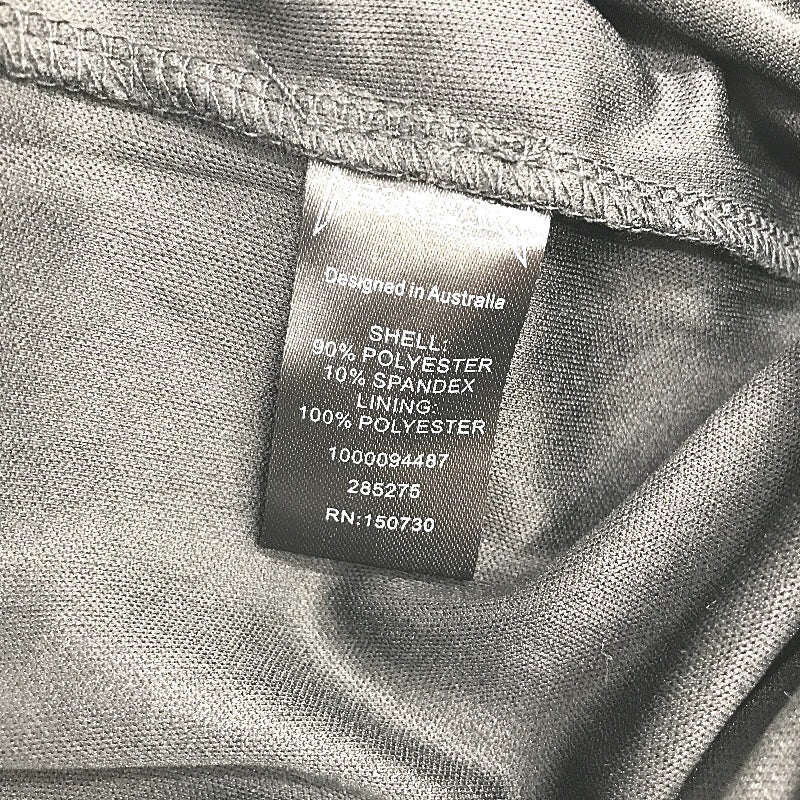 Designed in Australia
SHELL:
90% POLYESTER
10% SPANDEX
LINING:
100% POLYESTER
1000094487
285275
RN:150730